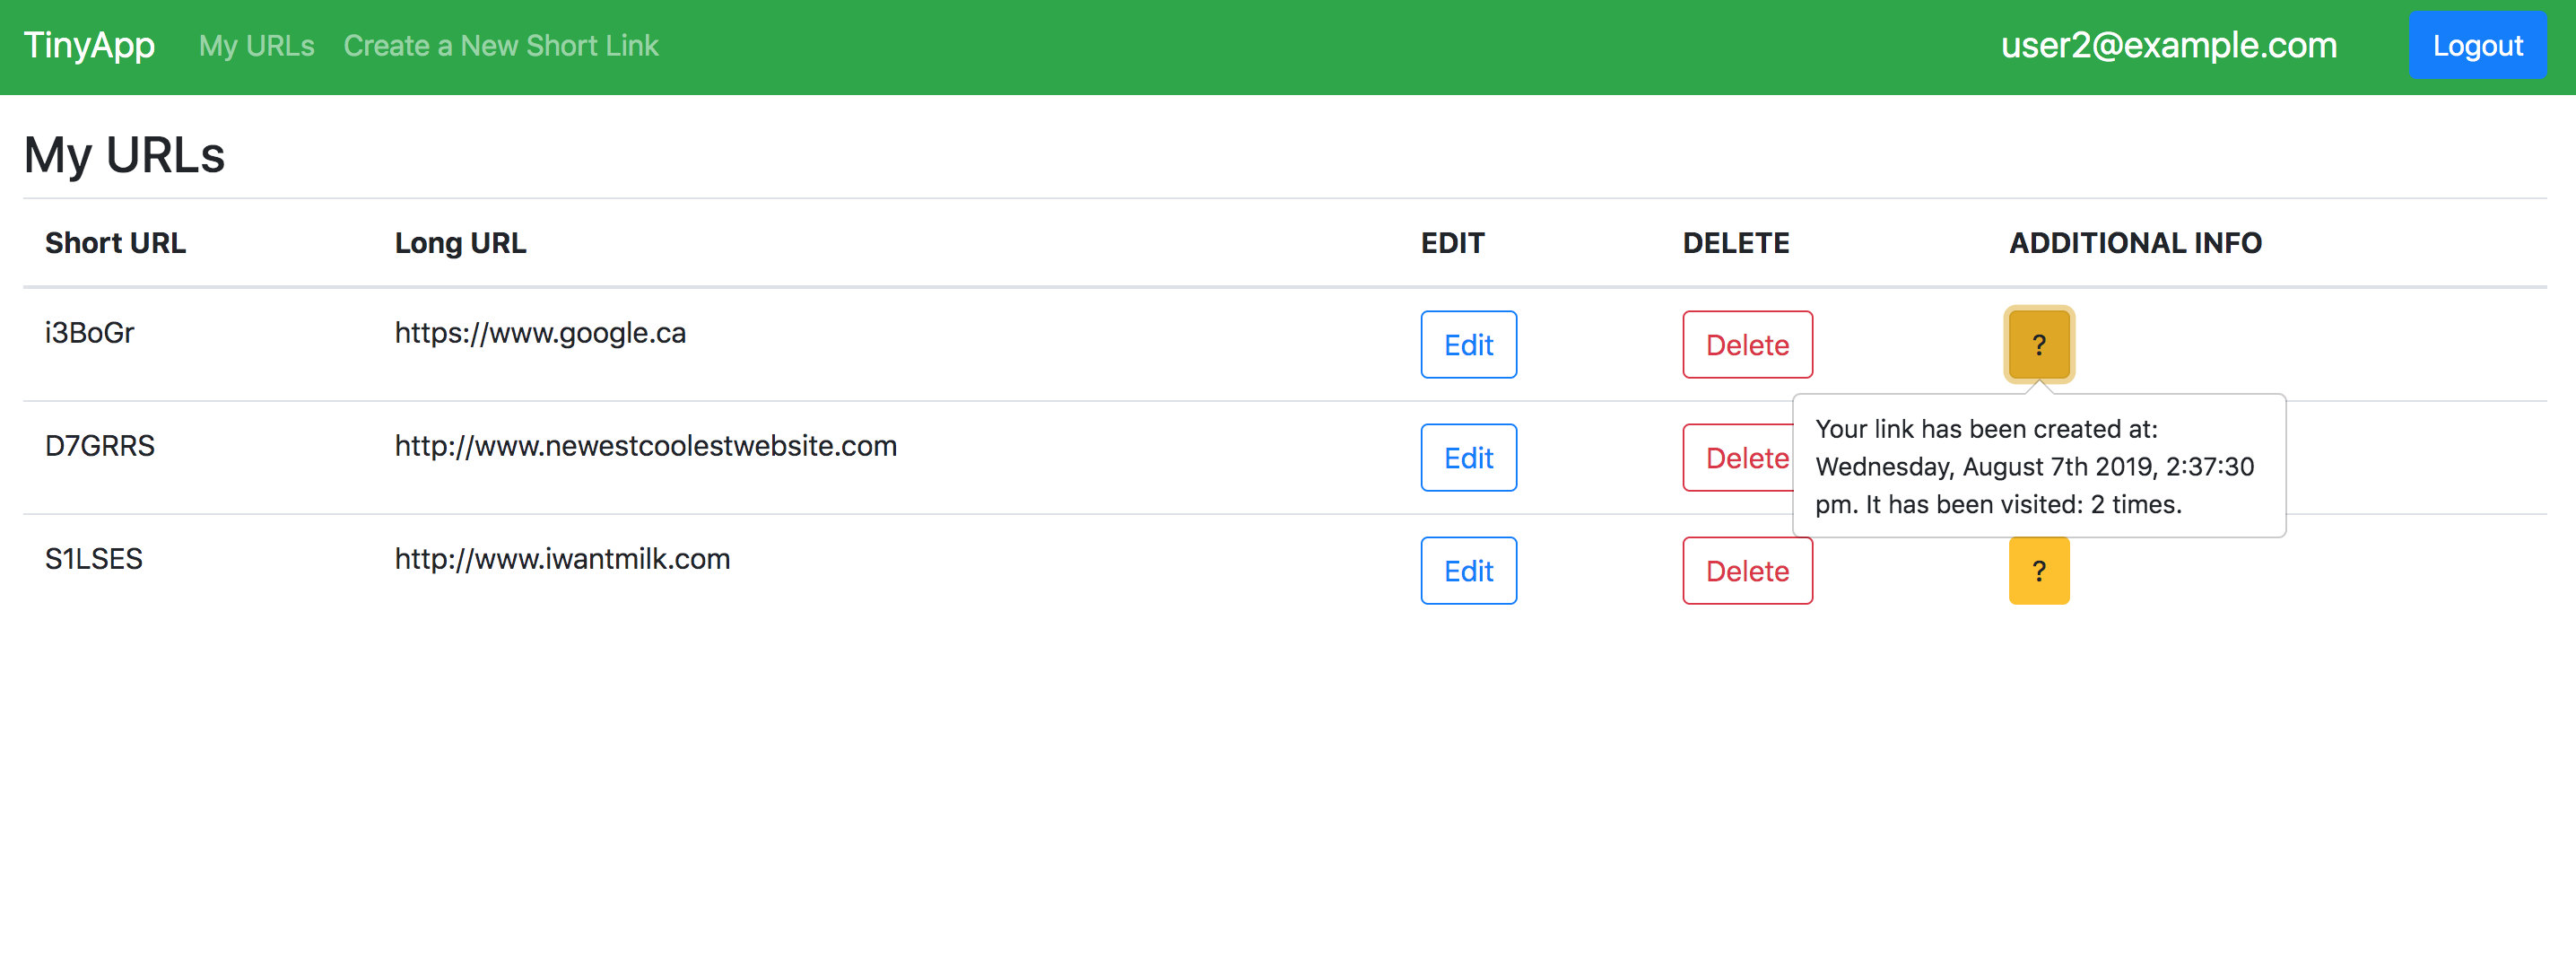 TinyApp My URLs Create a New Short Link user2@example.com Logout
My URLs
Short URL Long URL EDIT DELETE ADDITIONAL INFO
i3BoGr https://www.google.ca Edit Delete ?
D7GRRS http://www.newestcoolestwebsite.com Edit Delete
Your link has been created at:
Wednesday, August 7th 2019, 2:37:30
pm. It has been visited: 2 times.
S1LSES http://www.iwantmilk.com Edit Delete ?